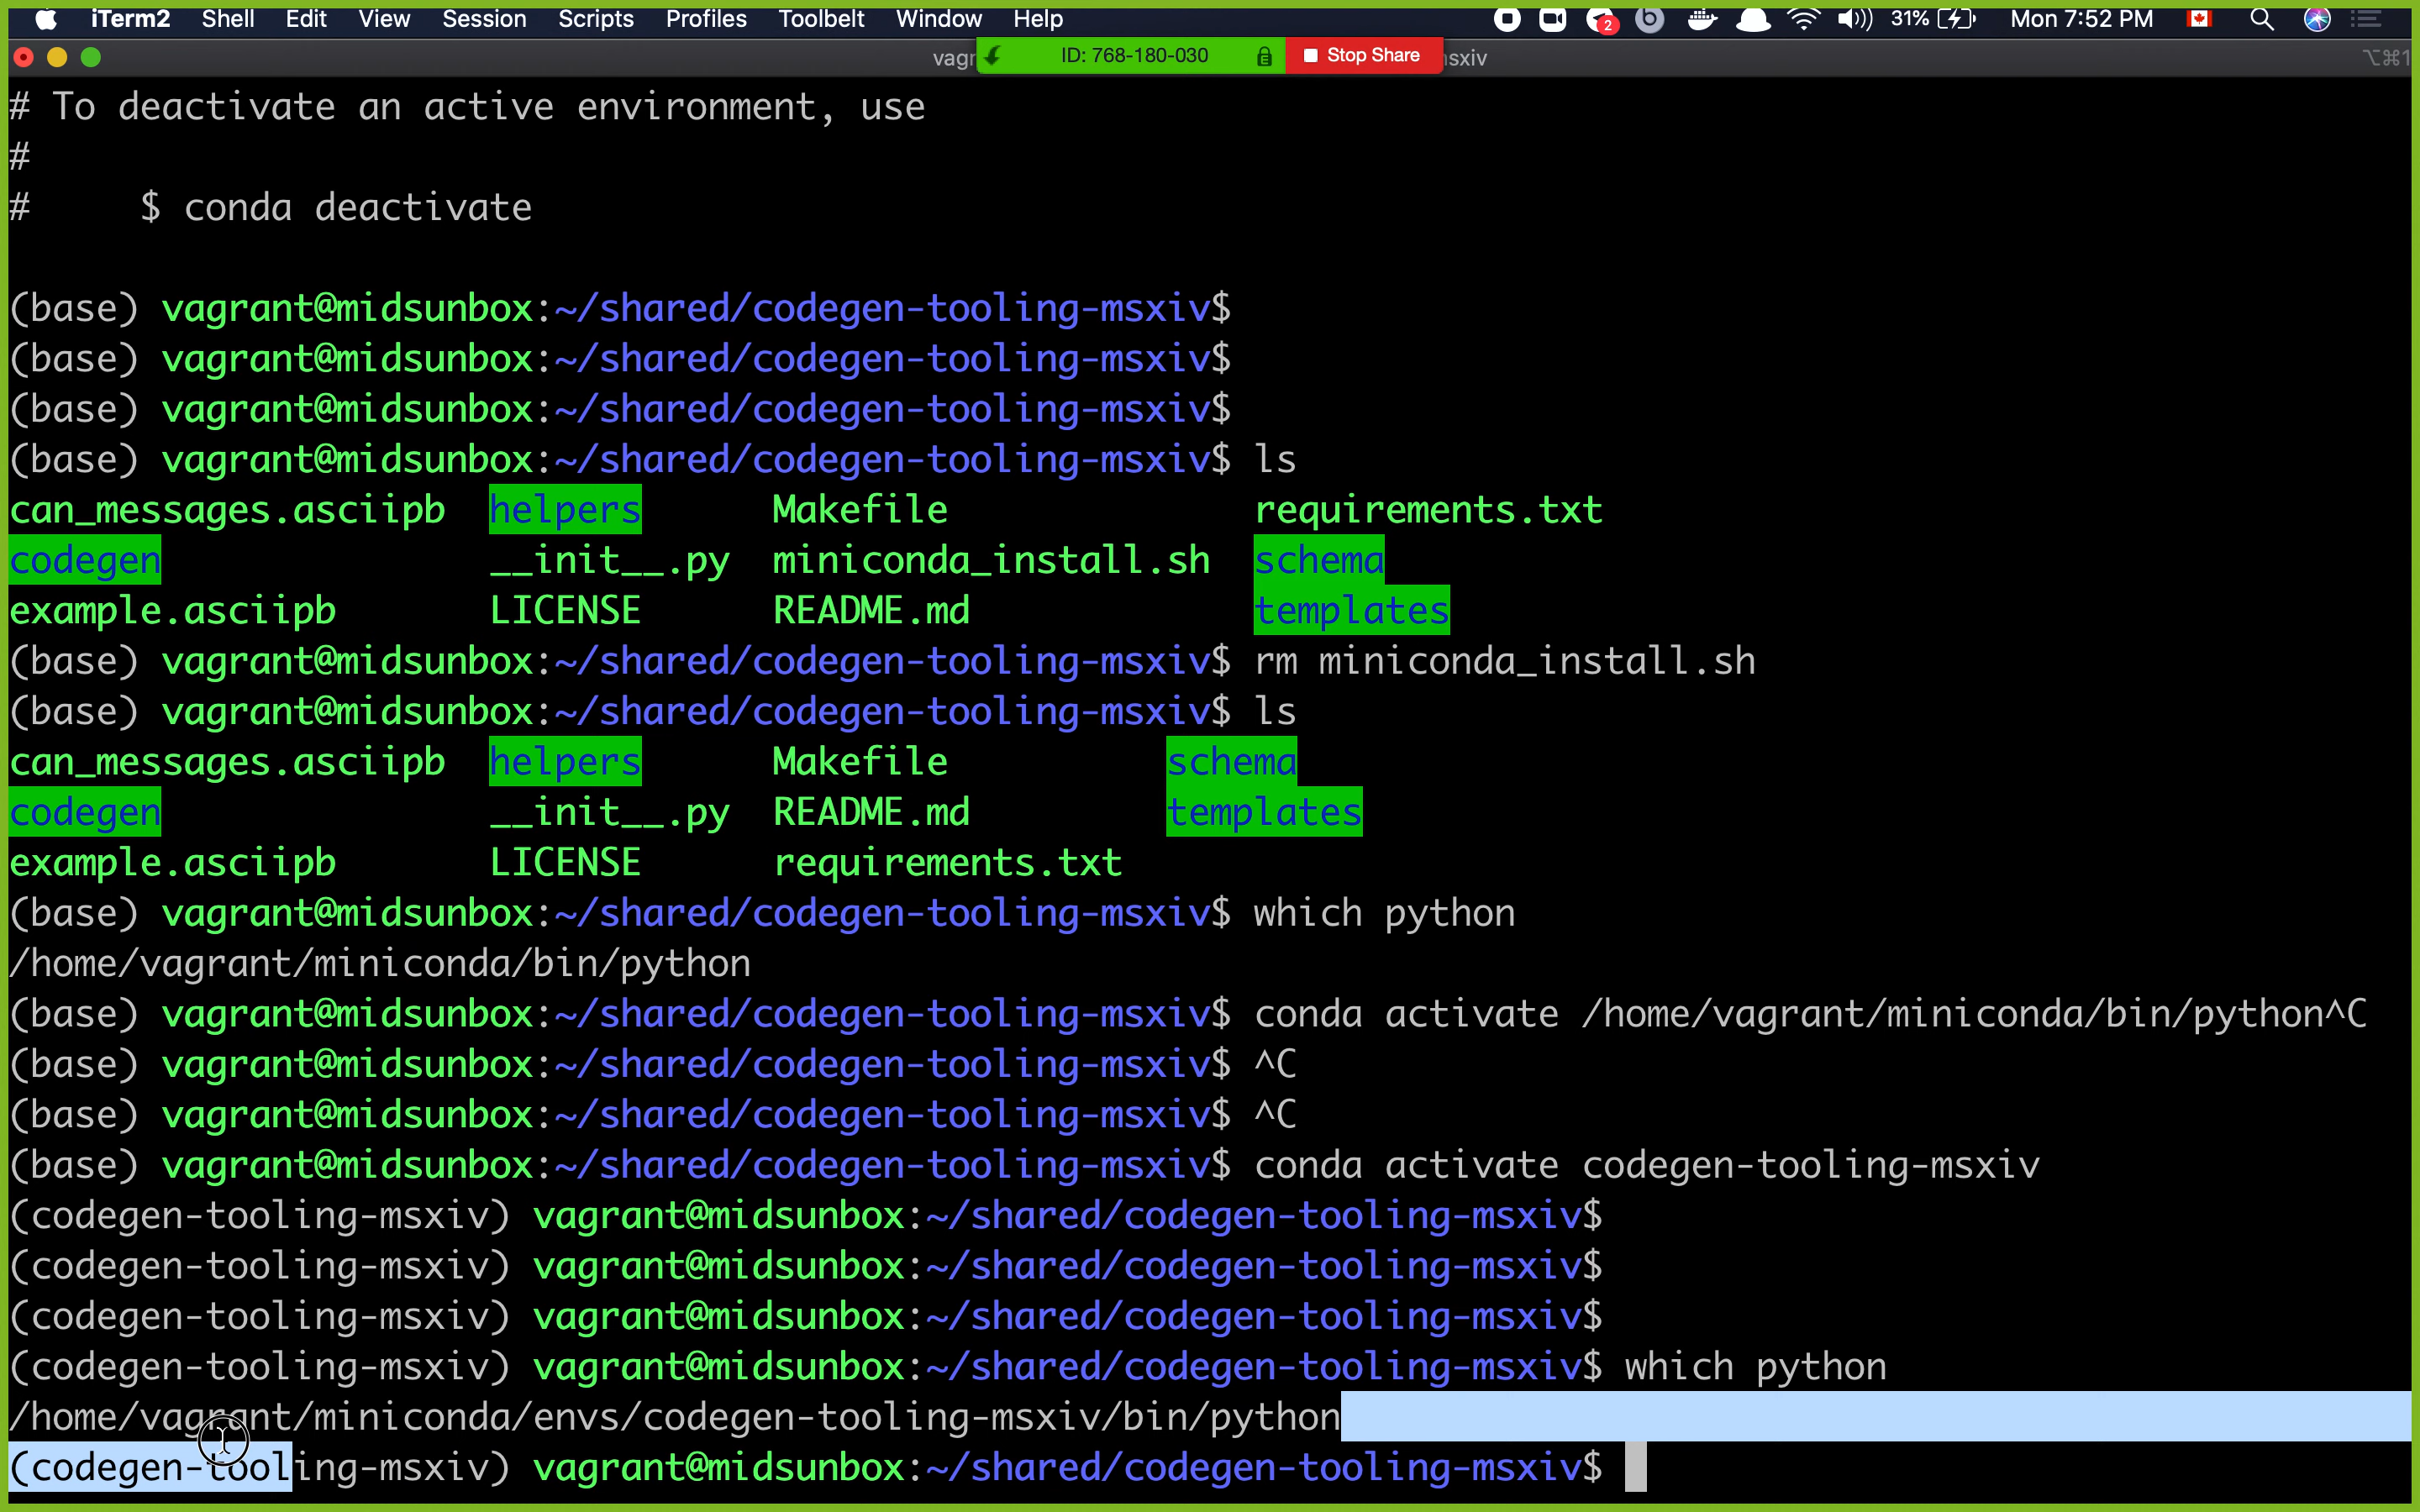 iTerm2 Shell Edit View Session Scripts Profiles Toolbelt Window Help 2 31% Mon 7:52 PM
vagr ID: 768-180-030 Stop Share sxiv ⌥⌘1
# To deactivate an active environment, use
#
#     $ conda deactivate
(base) vagrant@midsunbox:~/shared/codegen-tooling-msxiv$
(base) vagrant@midsunbox:~/shared/codegen-tooling-msxiv$
(base) vagrant@midsunbox:~/shared/codegen-tooling-msxiv$
(base) vagrant@midsunbox:~/shared/codegen-tooling-msxiv$ ls
can_messages.asciipb  helpers      Makefile              requirements.txt
codegen               __init__.py  miniconda_install.sh  schema
example.asciipb       LICENSE      README.md             templates
(base) vagrant@midsunbox:~/shared/codegen-tooling-msxiv$ rm miniconda_install.sh
(base) vagrant@midsunbox:~/shared/codegen-tooling-msxiv$ ls
can_messages.asciipb  helpers      Makefile          schema
codegen               __init__.py  README.md         templates
example.asciipb       LICENSE      requirements.txt
(base) vagrant@midsunbox:~/shared/codegen-tooling-msxiv$ which python
/home/vagrant/miniconda/bin/python
(base) vagrant@midsunbox:~/shared/codegen-tooling-msxiv$ conda activate /home/vagrant/miniconda/bin/python^C
(base) vagrant@midsunbox:~/shared/codegen-tooling-msxiv$ ^C
(base) vagrant@midsunbox:~/shared/codegen-tooling-msxiv$ ^C
(base) vagrant@midsunbox:~/shared/codegen-tooling-msxiv$ conda activate codegen-tooling-msxiv
(codegen-tooling-msxiv) vagrant@midsunbox:~/shared/codegen-tooling-msxiv$
(codegen-tooling-msxiv) vagrant@midsunbox:~/shared/codegen-tooling-msxiv$
(codegen-tooling-msxiv) vagrant@midsunbox:~/shared/codegen-tooling-msxiv$
(codegen-tooling-msxiv) vagrant@midsunbox:~/shared/codegen-tooling-msxiv$ which python
/home/vagrant/miniconda/envs/codegen-tooling-msxiv/bin/python
(codegen-tooling-msxiv) vagrant@midsunbox:~/shared/codegen-tooling-msxiv$